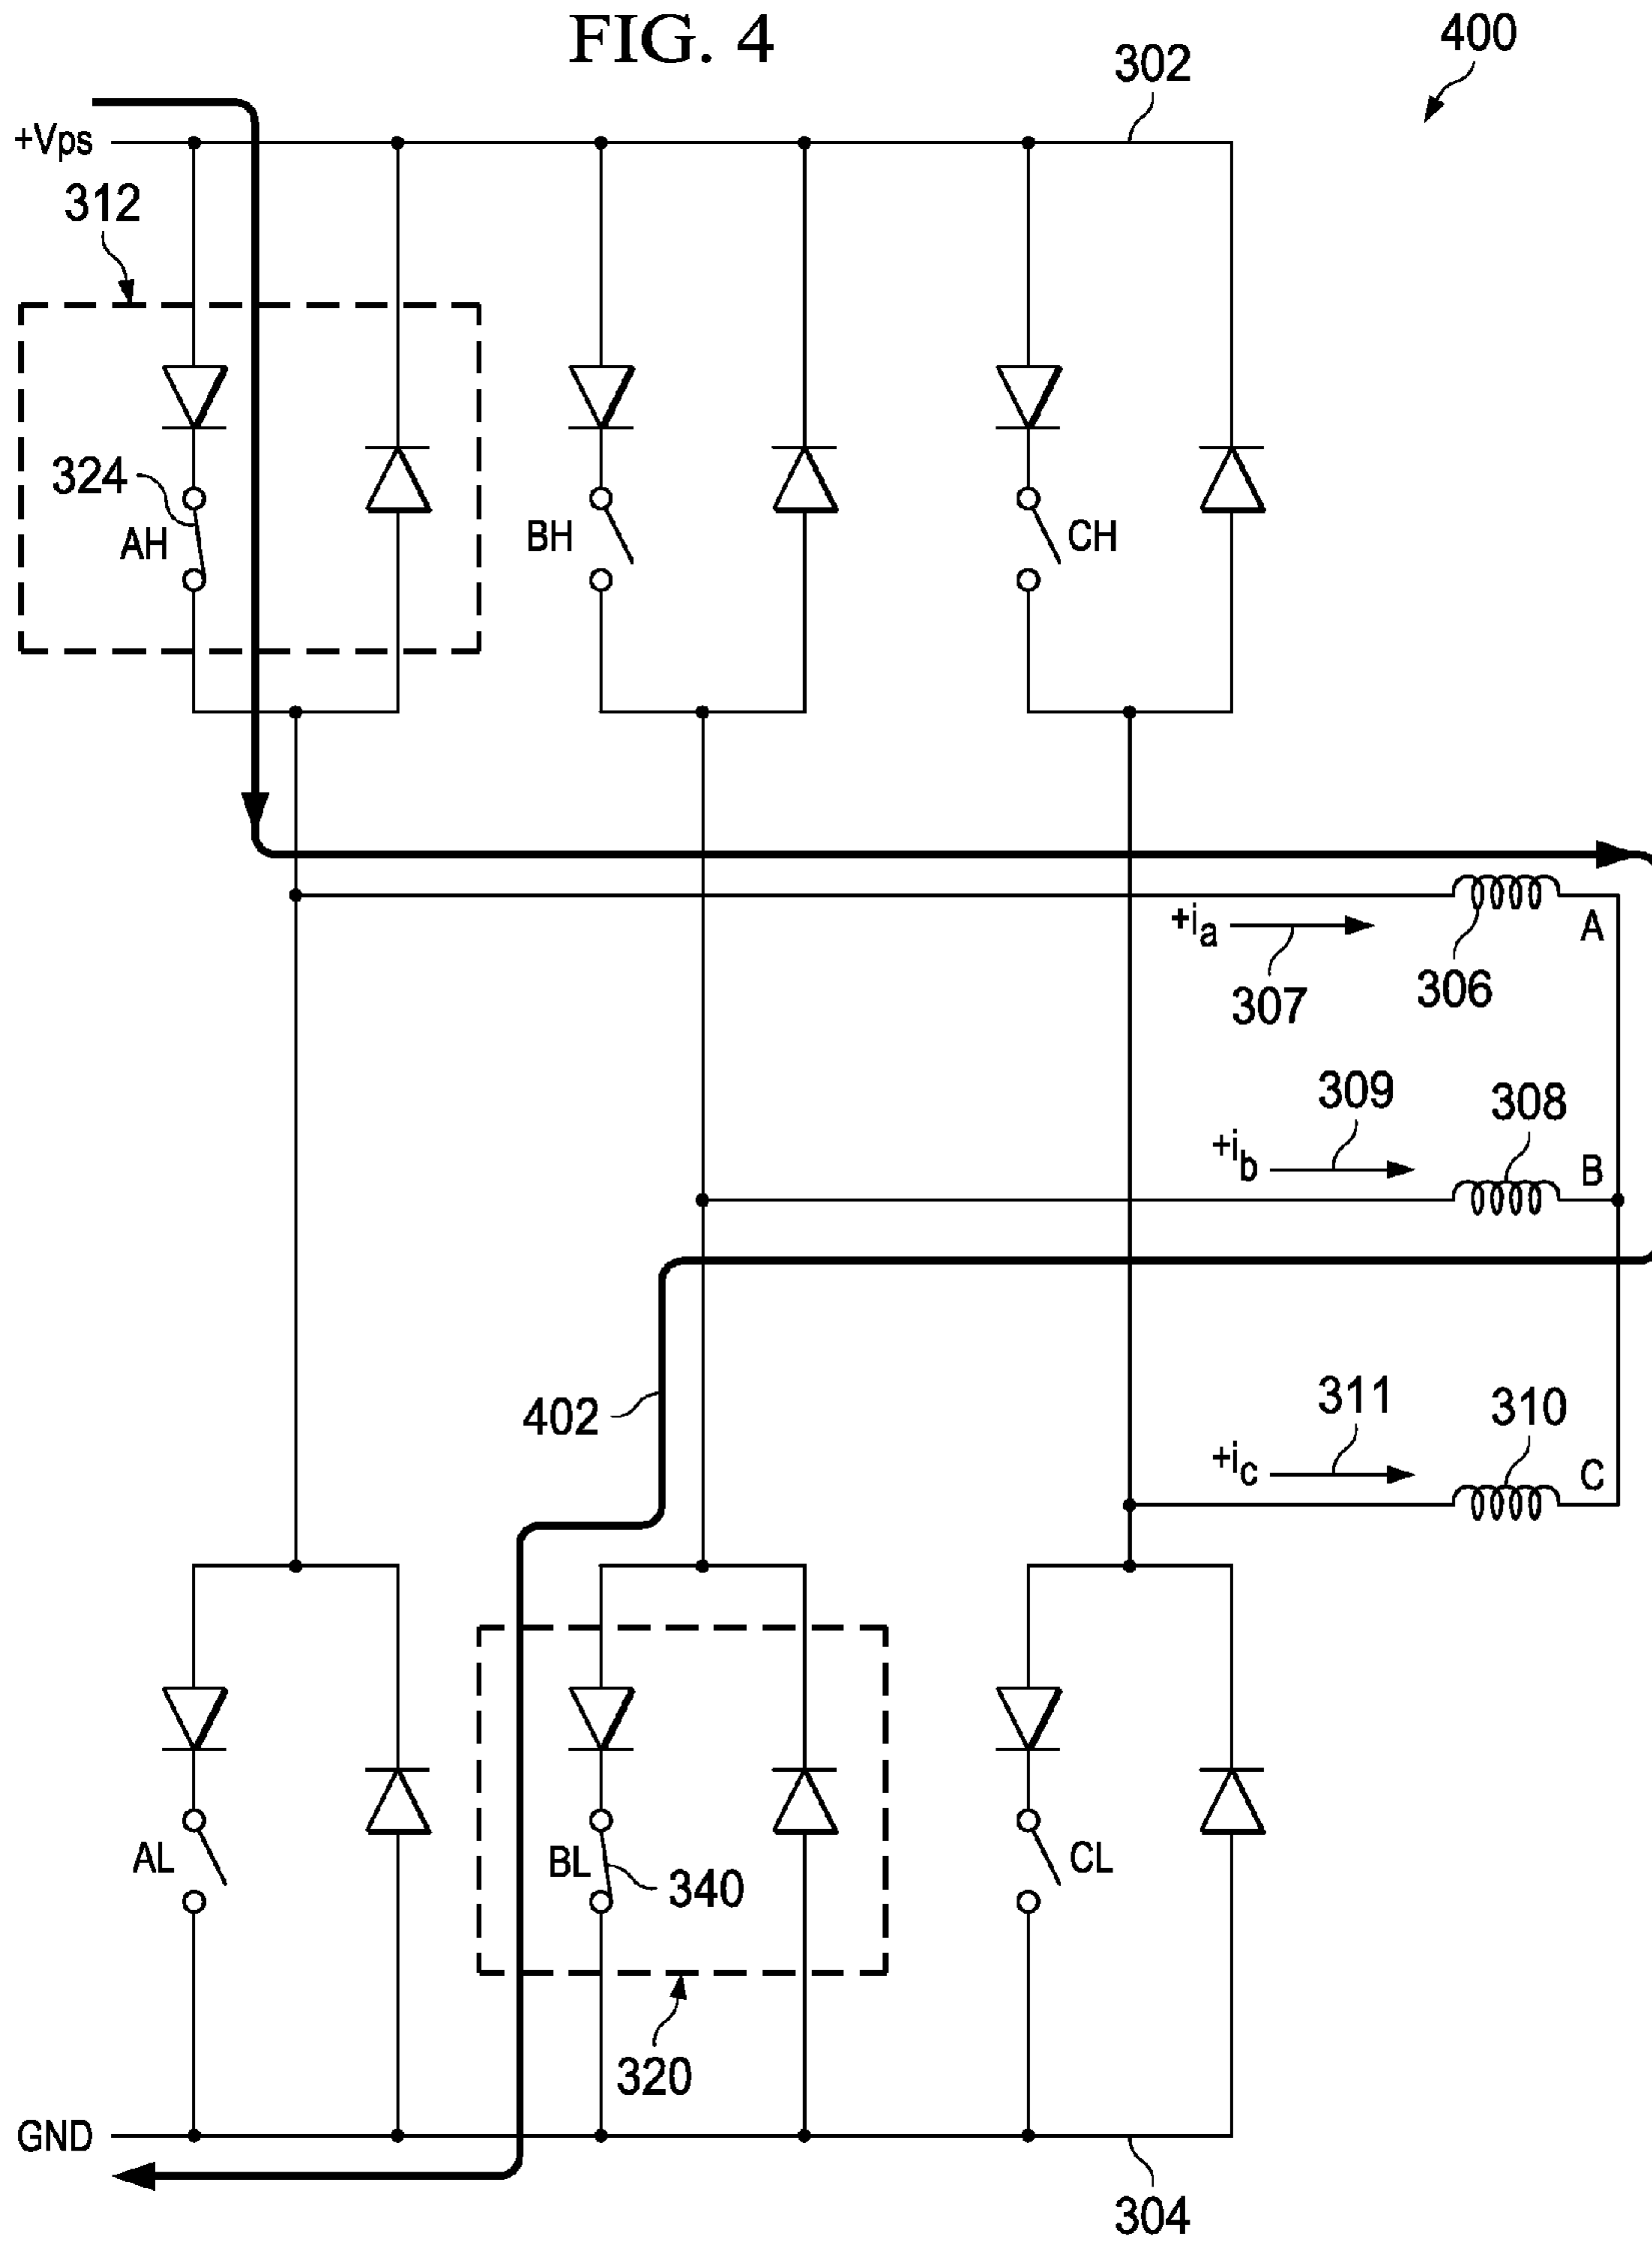 FIG. 4
400
302
+Vps
312
324
AH
BH
CH
+ia
307
306
A
309
308
+ib
B
402
311
310
+ic
C
AL
BL
340
CL
320
GND
304